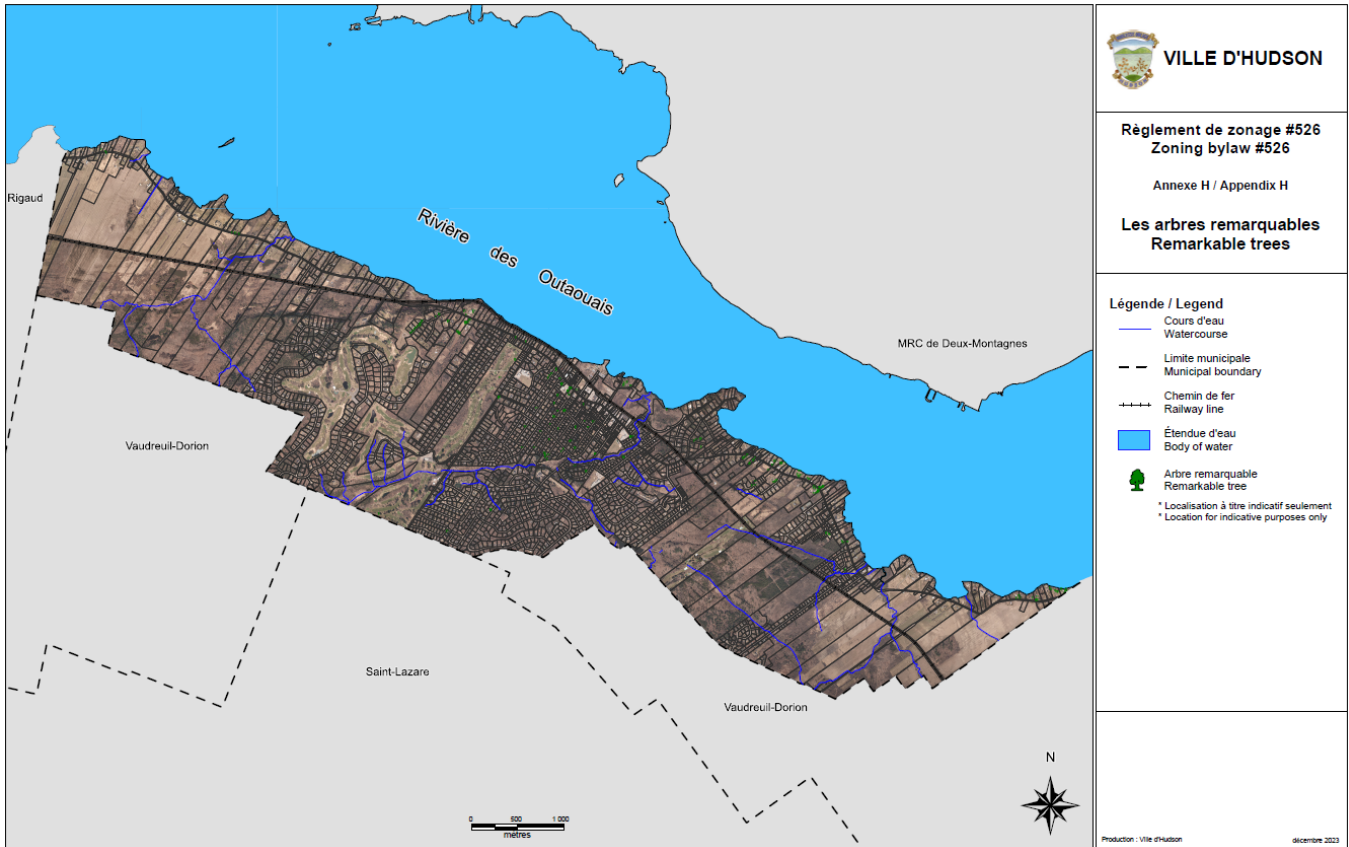 VILLE D'HUDSON
Règlement de zonage #526
Zoning bylaw #526
Annexe H / Appendix H
Les arbres remarquables
Remarkable trees
Légende / Legend
Cours d'eau
Watercourse
Limite municipale
Municipal boundary
Chemin de fer
Railway line
Étendue d'eau
Body of water
Arbre remarquable
Remarkable tree
* Localisation à titre indicatif seulement
* Location for indicative purposes only
Production : Ville d'Hudson
décembre 2023
Rigaud
Rivière des Outaouais
MRC de Deux-Montagnes
Vaudreuil-Dorion
Saint-Lazare
Vaudreuil-Dorion
N
0 500 1 000
mètres